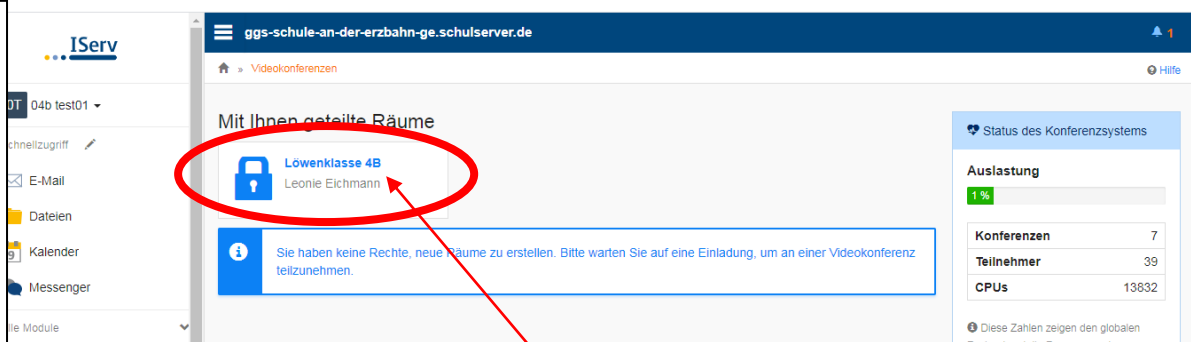 IServ
ggs-schule-an-der-erzbahn-ge.schulserver.de
1
» Videokonferenzen
Hilfe
04b test01
Mit Ihnen geteilte Räume
Löwenklasse 4B
Leonie Eichmann
E-Mail
Dateien
9
Kalender
Messenger
Module
Sie haben keine Rechte, neue Räume zu erstellen. Bitte warten Sie auf eine Einladung, um an einer Videokonferenz
teilzunehmen.
Status des Konferenzsystems
Auslastung
1 %
Konferenzen 7
Teilnehmer 39
CPUs 13832
Diese Zahlen zeigen den globalen